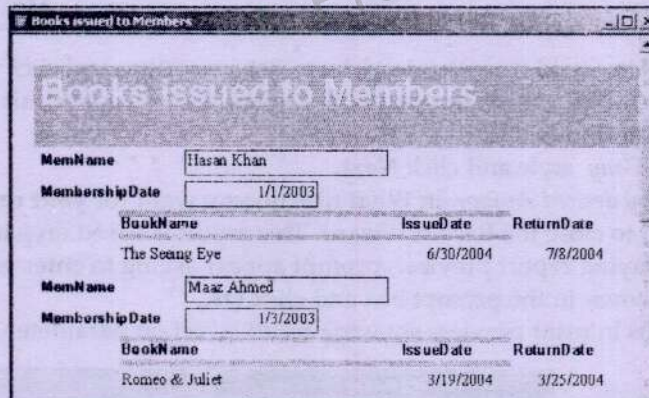 Books issued to Members
Books issued to Members
MemName Hasan Khan
MembershipDate 1/1/2003
BookName IssueDate ReturnDate
The Seang Eye 6/30/2004 7/8/2004
MemName Maaz Ahmed
MembershipDate 1/3/2003
BookName IssueDate ReturnDate
Romeo & Juliet 3/19/2004 3/25/2004